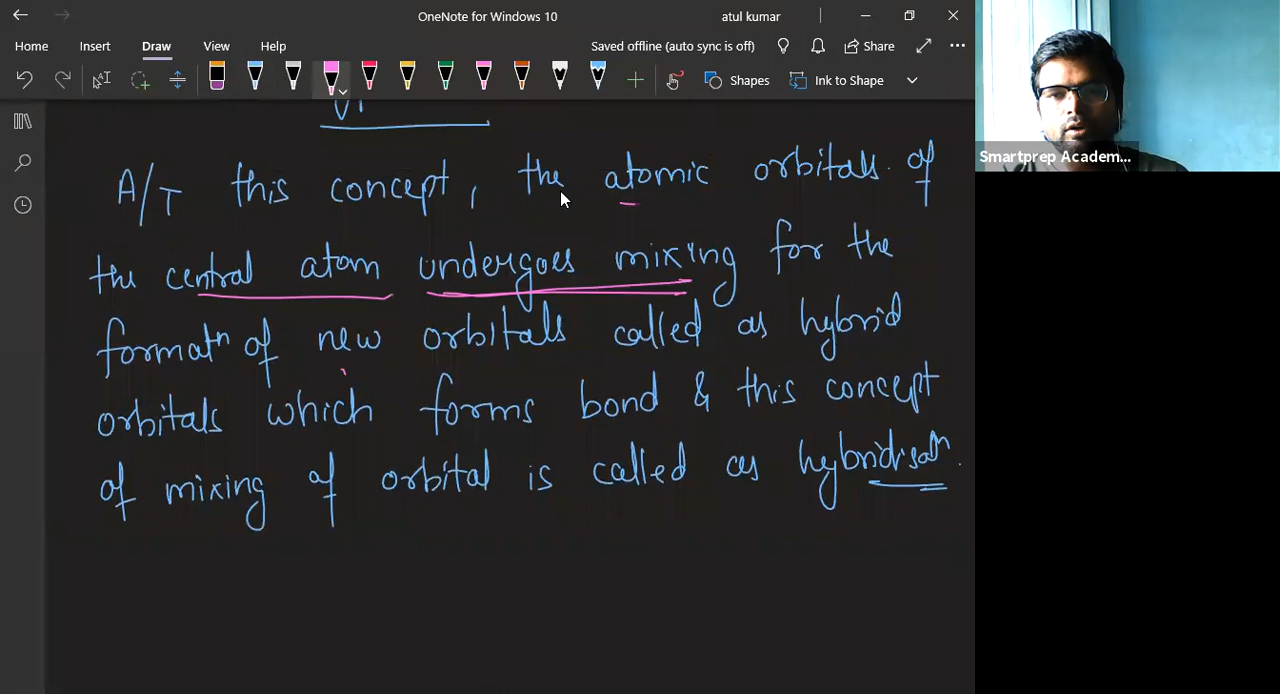 OneNote for Windows 10
atul kumar
Home Insert Draw View Help
Saved offline (auto sync is off)
Share
Shapes
Ink to Shape
Smartprep Academ...
A/T this concept, the atomic orbitals of
the central atom undergoes mixing for the
formatn of new orbitals called as hybrid
orbitals which forms bond & this concept
of mixing of orbital is called as hybridisatn.